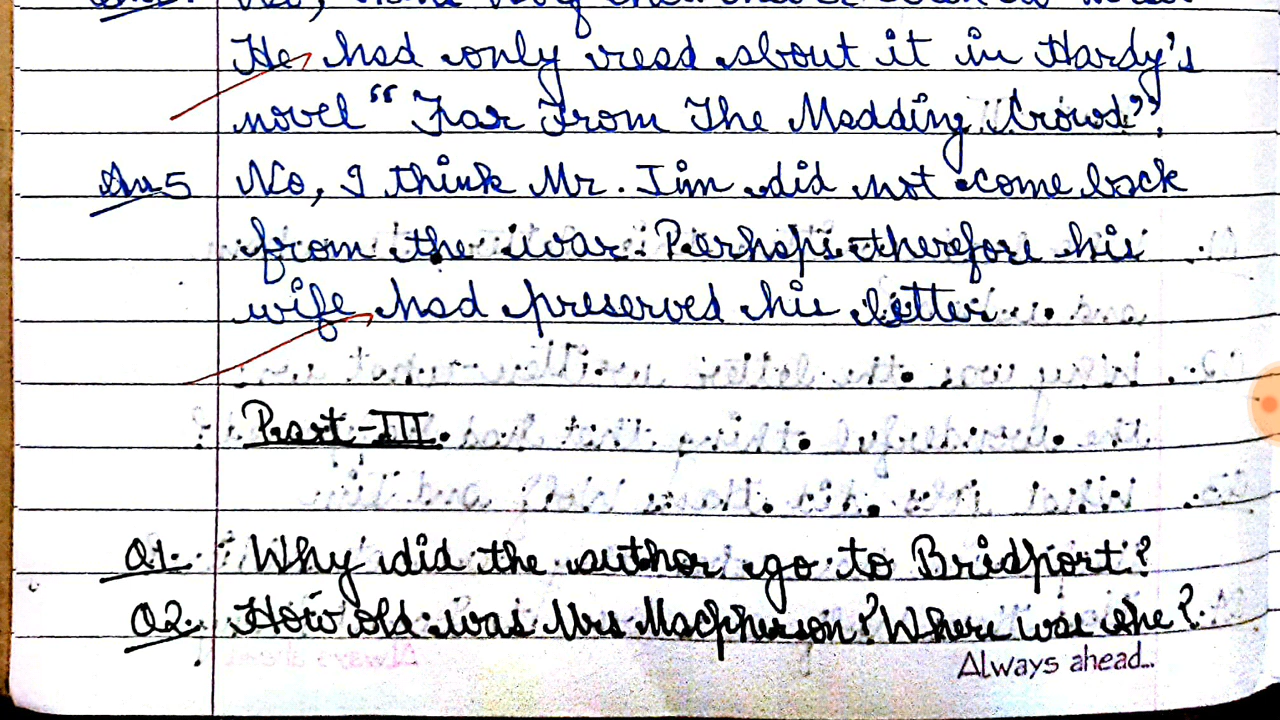 He had only read about it in Hardy's
novel "Far From The Madding Crowd".
Ans 5 No, I think Mr. Jim did not come back
from the war. Perhaps therefore his
wife had preserved his letter.
Part-III.
Q1. Why did the author go to Bridport?
Q2. How old was Mrs Macpherson? Where was she?
Always ahead...